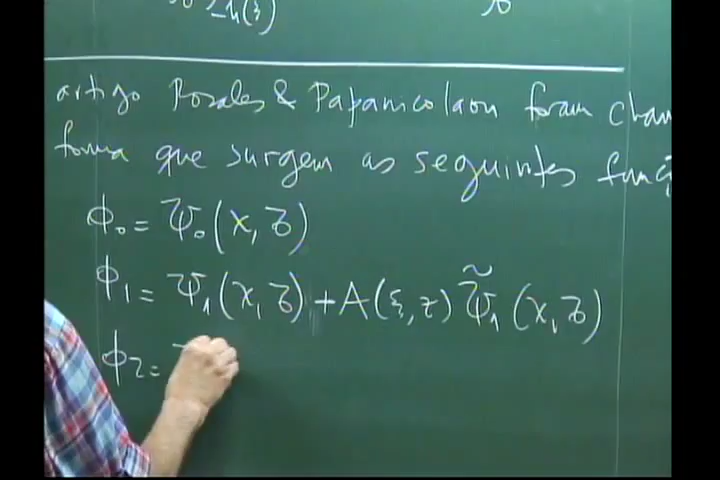 -h(ξ)
artigo Rosales & Papanicolaou foram cham
forma que surgem as seguintes funç
ϕ₀ = Ψ₀(x, z)
ϕ₁ = Ψ₁(x, z) + A(ξ, τ) Ψ̃₁(x, z)
ϕ₂ =